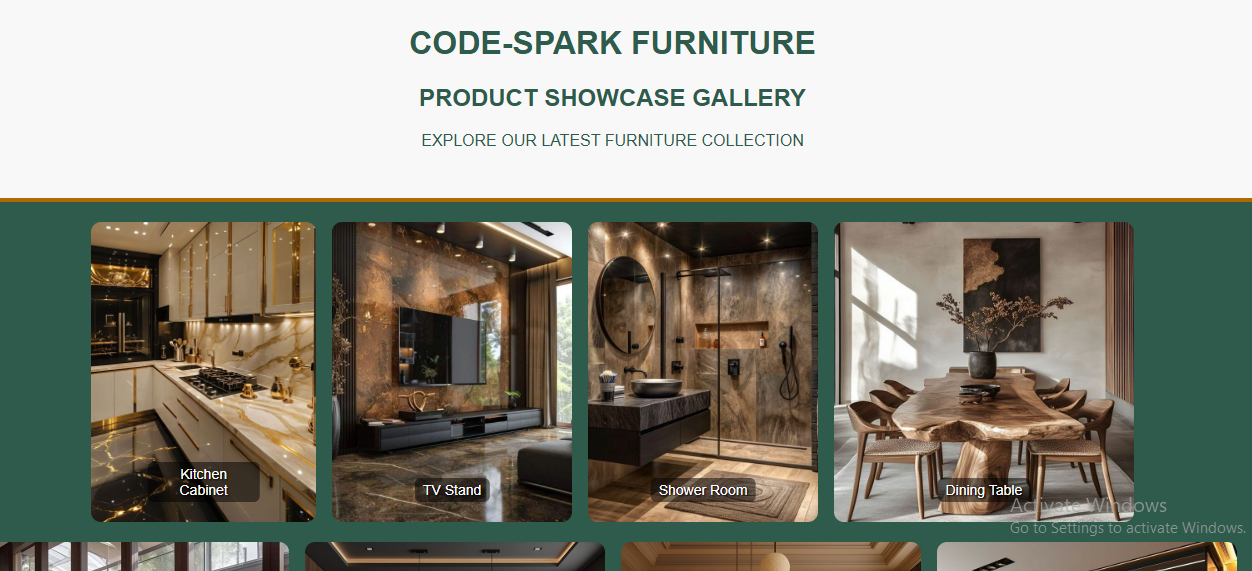 CODE-SPARK FURNITURE
PRODUCT SHOWCASE GALLERY
EXPLORE OUR LATEST FURNITURE COLLECTION
Kitchen
Cabinet
TV Stand
Shower Room
Dining Table
Activate Windows
Go to Settings to activate Windows.